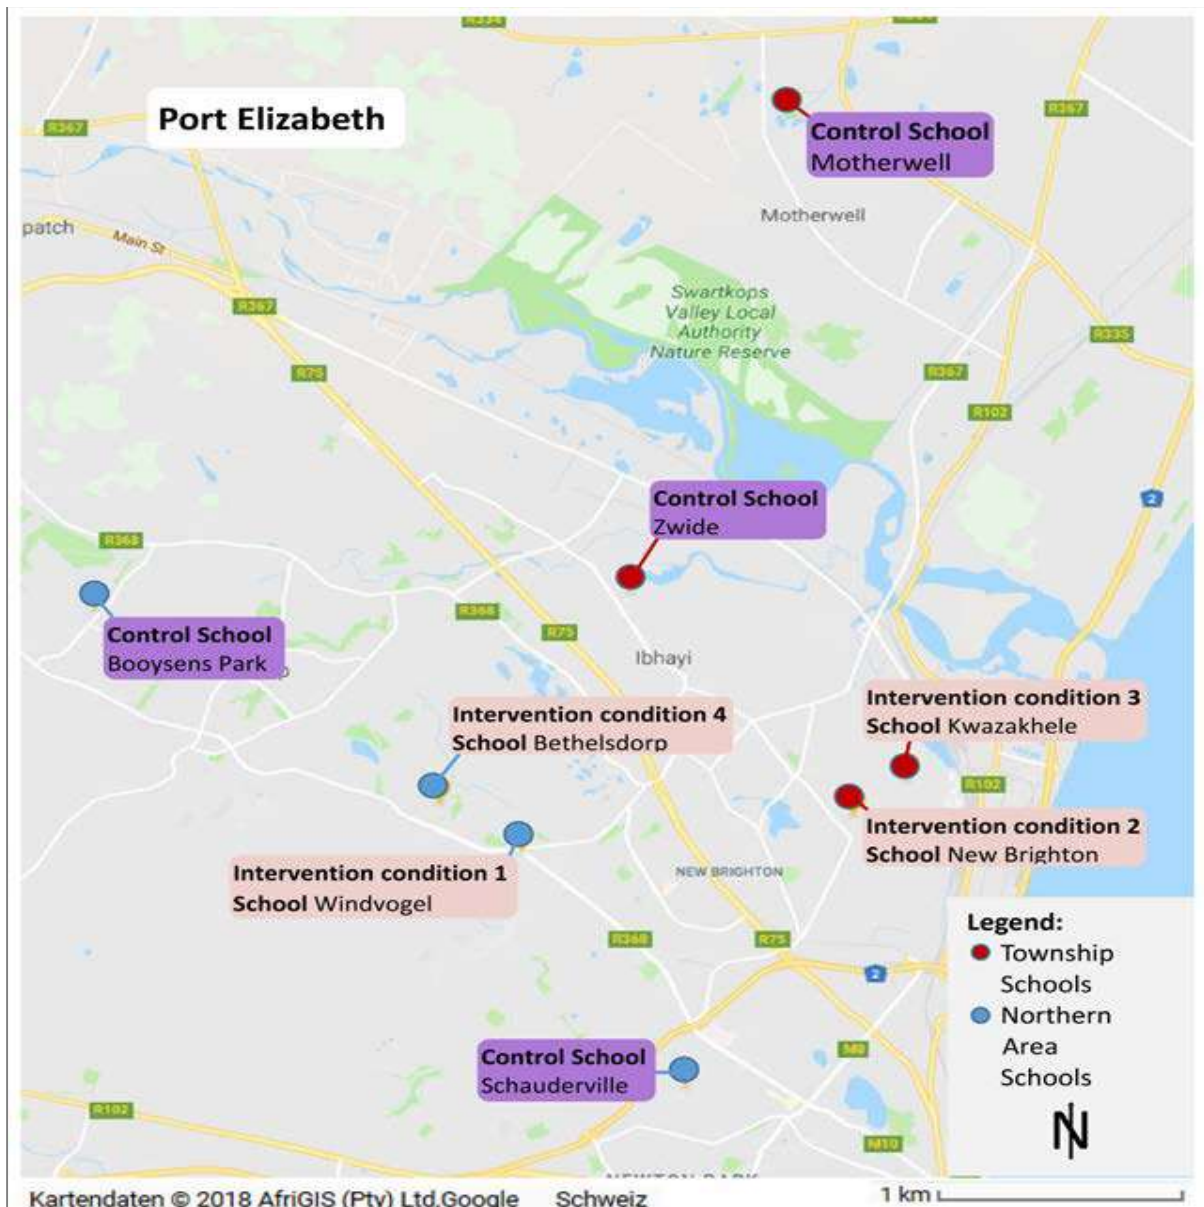 R334
Port Elizabeth
R367
R367
Control School
Motherwell
Motherwell
patch
Main St
R367
Swartkops
Valley Local
Authority
Nature Reserve
R335
R75
R367
R102
Control School
Zwide
2
R368
R368
R75
Control School
Booysens Park
Ibhayi
Intervention condition 3
School Kwazakhele
Intervention condition 4
School Bethelsdorp
R102
Intervention condition 2
School New Brighton
Intervention condition 1
School Windvogel
NEW BRIGHTON
R368
R75
2
Legend:
Township
Schools
Northern
Area
Schools
N
Control School
Schauderville
M9
R102
M10
NEWTON PARK
Kartendaten © 2018 AfriGIS (Pty) Ltd,Google Schweiz
1 km